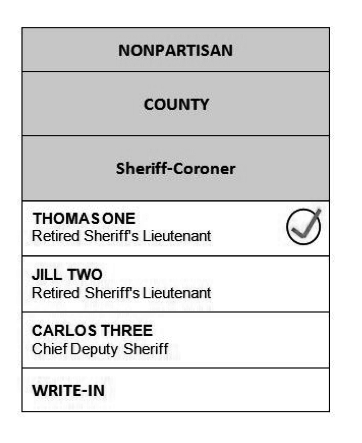 NONPARTISAN
COUNTY
Sheriff-Coroner
THOMAS ONE
Retired Sheriff's Lieutenant
JILL TWO
Retired Sheriff's Lieutenant
CARLOS THREE
Chief Deputy Sheriff
WRITE-IN